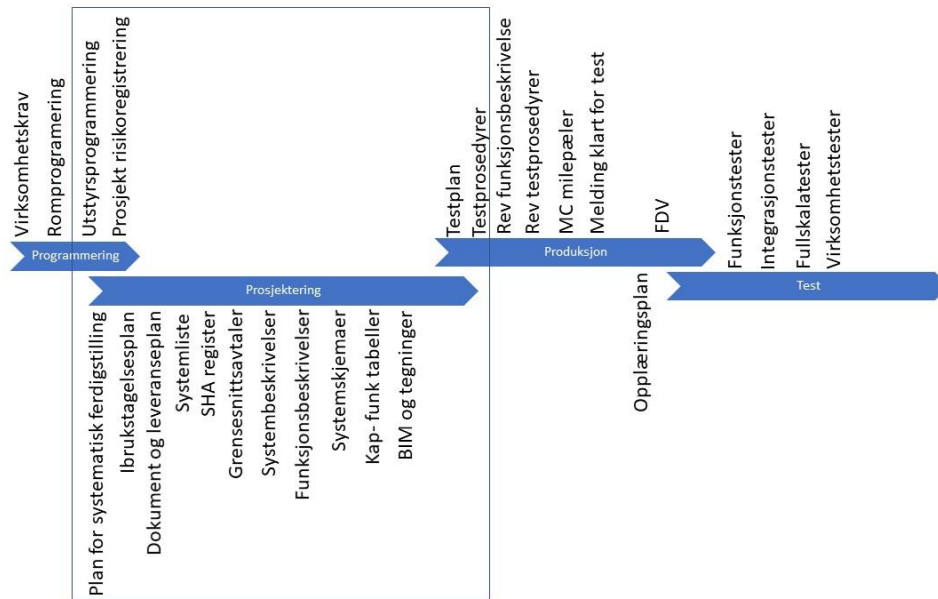 Virksomhetskrav
Romprogramering
Utstyrsprogrammering
Prosjekt risikoregistrering
Testplan
Testprosedyrer
Rev funksjonsbeskrivelse
Rev testprosedyrer
MC milepæler
Melding klart for test
FDV
Funksjonstester
Integrasjonstester
Fullskalatester
Virksomhetstester
Programmering
Produksjon
Prosjektering
Test
Plan for systematisk ferdigstilling
Ibrukstagelsesplan
Dokument og leveranseplan
Systemliste
SHA register
Grensesnittsavtaler
Systembeskrivelser
Funksjonsbeskrivelser
Systemskjemaer
Kap- funk tabeller
BIM og tegninger
Opplæringsplan